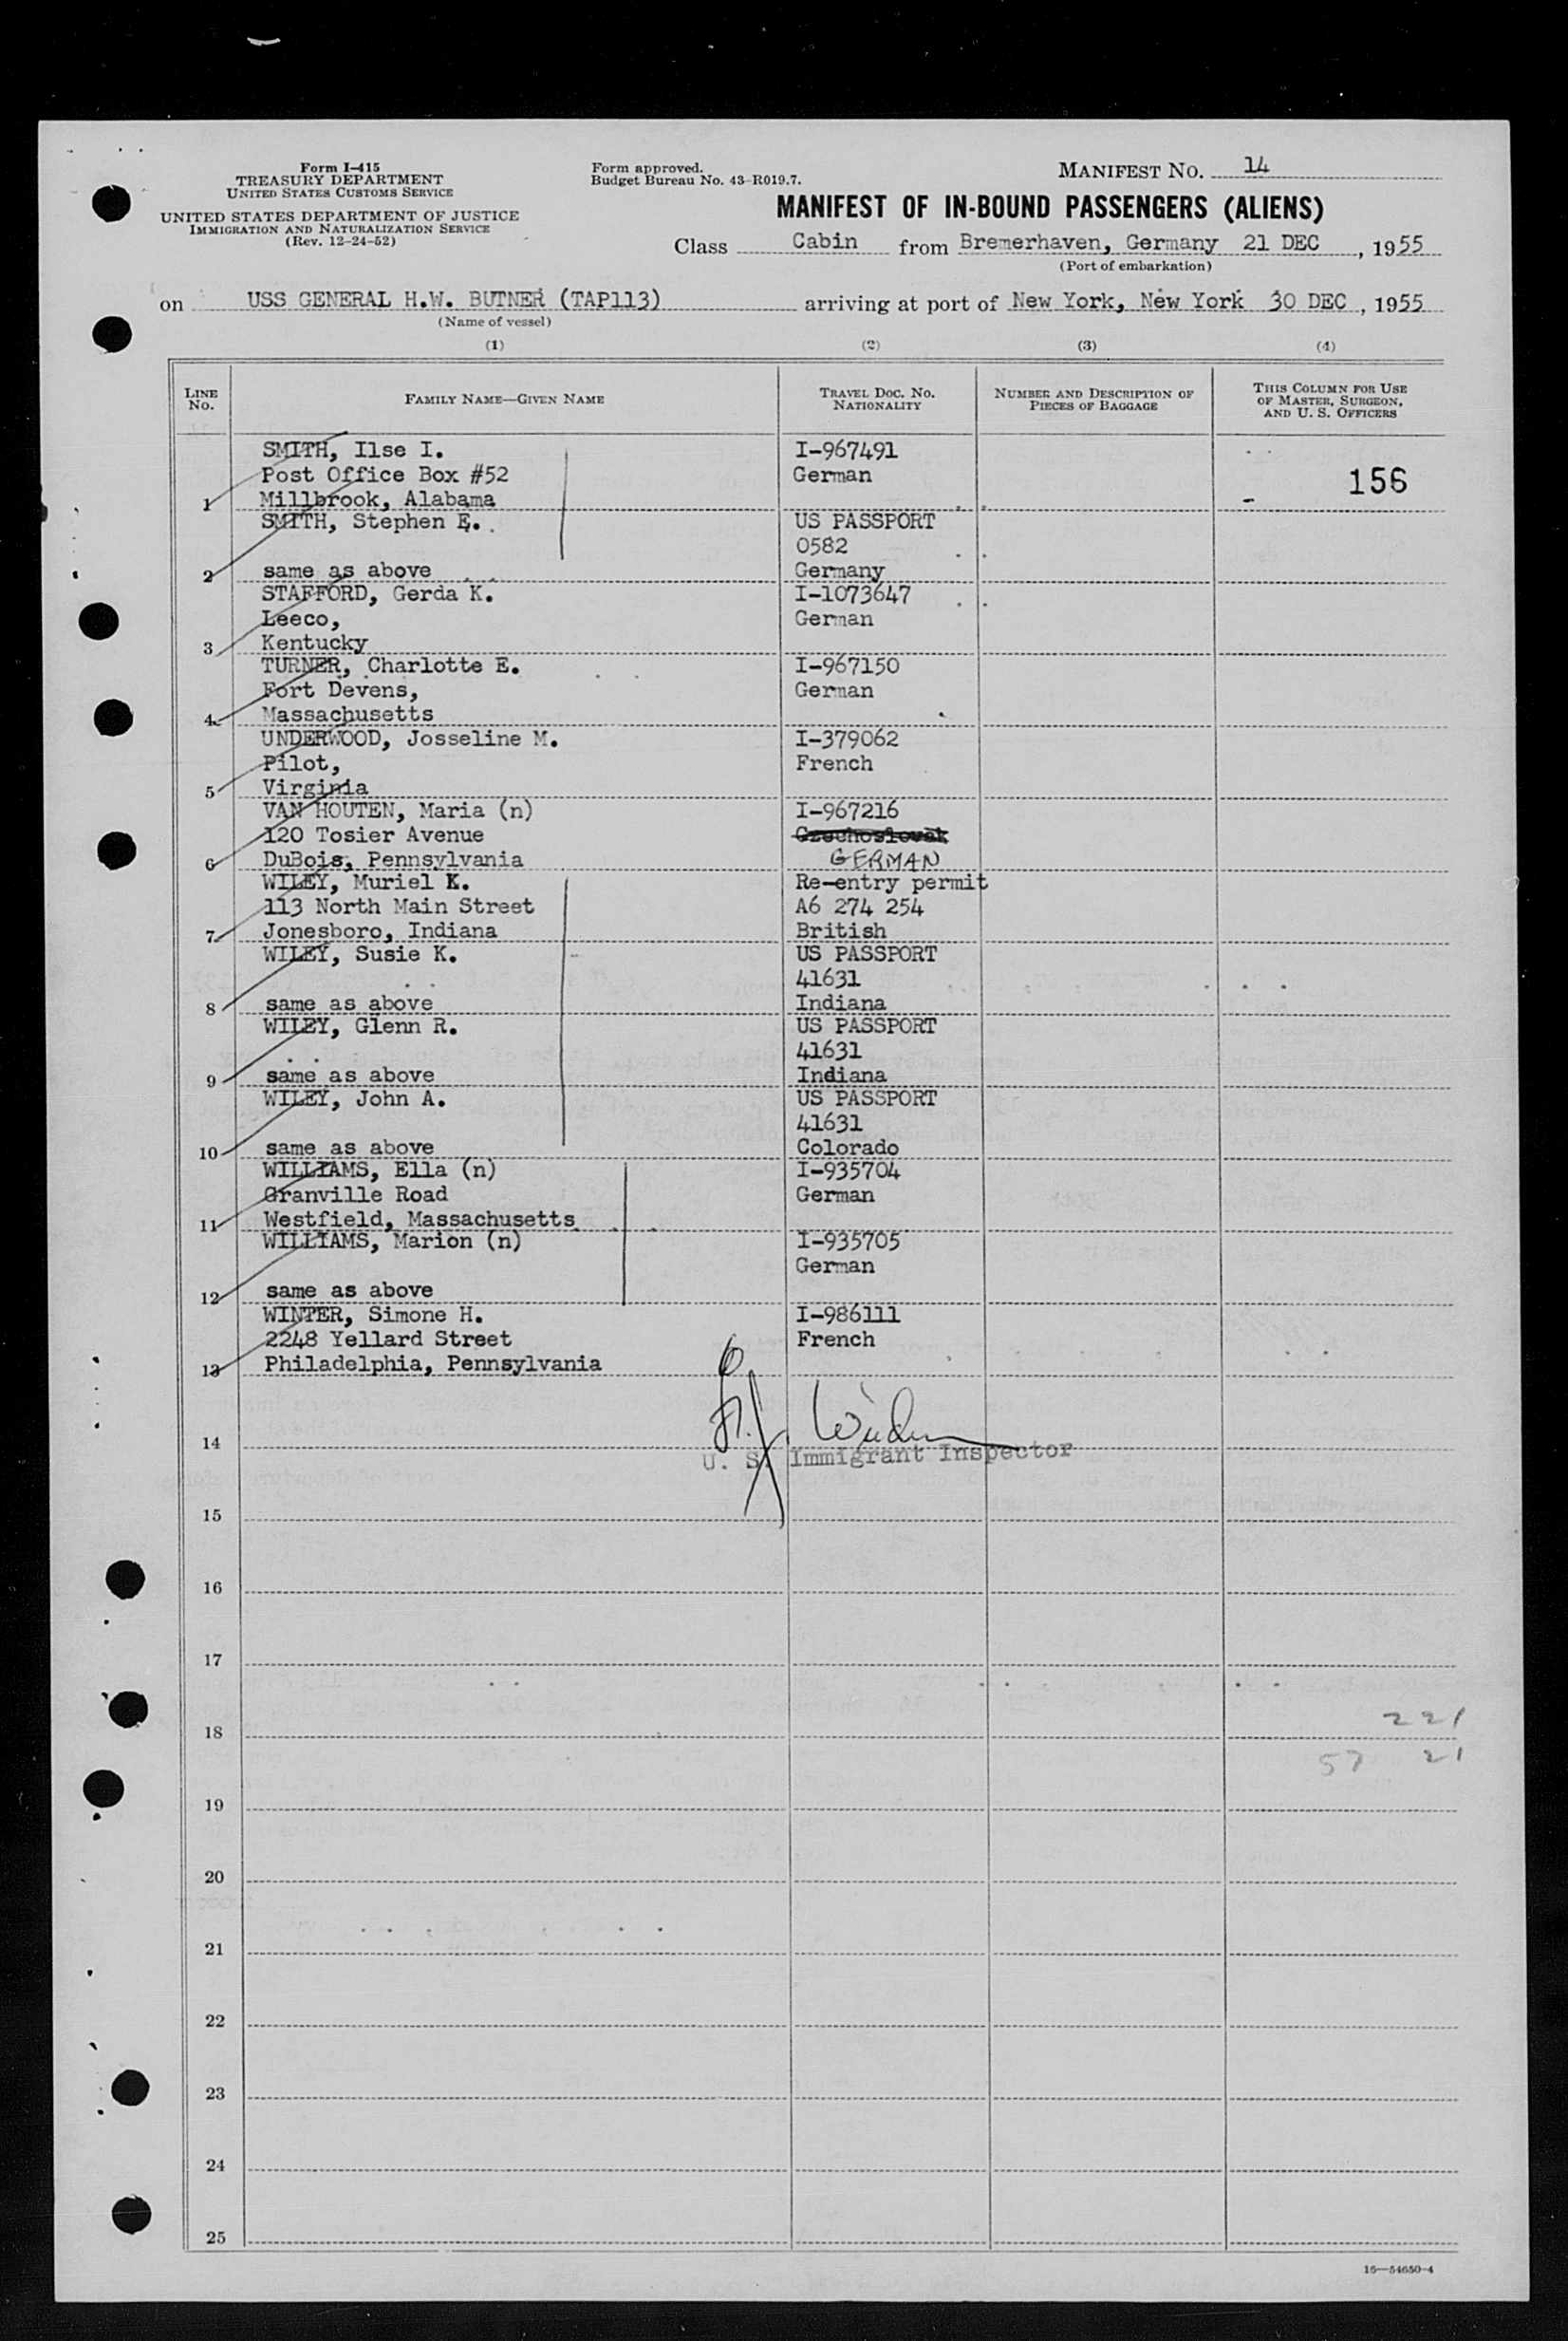 Form I-415
TREASURY DEPARTMENT
UNITED STATES CUSTOMS SERVICE
UNITED STATES DEPARTMENT OF JUSTICE
IMMIGRATION AND NATURALIZATION SERVICE
(Rev. 12-24-52)
Form approved.
Budget Bureau No. 43-R019.7.
MANIFEST NO. 14
MANIFEST OF IN-BOUND PASSENGERS (ALIENS)
Class Cabin from Bremerhaven, Germany 21 DEC, 1955
(Port of embarkation)
on USS GENERAL H.W. BUTNER (TAP113) arriving at port of New York, New York 30 DEC, 1955
(Name of vessel)
(1) (2) (3) (4)
LINE No. FAMILY NAME—GIVEN NAME TRAVEL DOC. NO. NATIONALITY NUMBER AND DESCRIPTION OF PIECES OF BAGGAGE THIS COLUMN FOR USE OF MASTER, SURGEON, AND U. S. OFFICERS
SMITH, Ilse I. I-967491
Post Office Box #52 German 156
1 Millbrook, Alabama
SMITH, Stephen E. US PASSPORT
0582
2 same as above Germany
STAFFORD, Gerda K. I-1073647
Leeco, German
3 Kentucky
TURNER, Charlotte E. I-967150
Fort Devens, German
4 Massachusetts
UNDERWOOD, Josseline M. I-379062
Pilot, French
5 Virginia
VAN HOUTEN, Maria (n) I-967216
120 Tosier Avenue Czechoslovak
6 DuBois, Pennsylvania GERMAN
WILEY, Muriel K. Re-entry permit
113 North Main Street A6 274 254
7 Jonesboro, Indiana British
WILEY, Susie K. US PASSPORT
41631
8 same as above Indiana
WILEY, Glenn R. US PASSPORT
41631
9 same as above Indiana
WILEY, John A. US PASSPORT
41631
10 same as above Colorado
WILLIAMS, Ella (n) I-935704
Granville Road German
11 Westfield, Massachusetts
WILLIAMS, Marion (n) I-935705
German
12 same as above
WINTER, Simone H. I-986111
2248 Yellard Street French
13 Philadelphia, Pennsylvania
14
U. S. Immigrant Inspector
15
16
17
221
18
57 21
19
20
21
22
23
24
25
16—54650-4